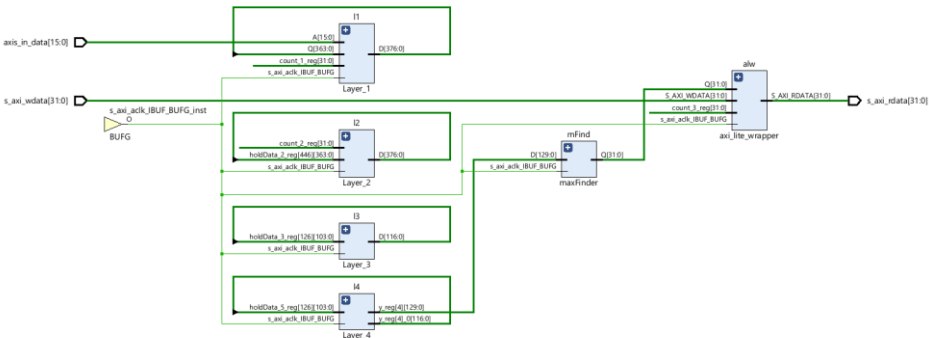 l1
axis_in_data[15:0]
A[15:0]
Q[363:0]
D[376:0]
count_1_reg[31:0]
s_axi_aclk_IBUF_BUFG
Layer_1
alw
Q[31:0]
s_axi_wdata[31:0]
S_AXI_WDATA[31:0]
S_AXI_RDATA[31:0]
s_axi_rdata[31:0]
count_3_reg[31:0]
s_axi_aclk_IBUF_BUFG
axi_lite_wrapper
s_axi_aclk_IBUF_BUFG_inst
O
BUFG
l2
count_2_reg[31:0]
holdData_2_reg[446][363:0]
D[376:0]
s_axi_aclk_IBUF_BUFG
Layer_2
mFind
D[129:0]
Q[31:0]
s_axi_aclk_IBUF_BUFG
maxFinder
l3
holdData_3_reg[126][103:0]
D[116:0]
s_axi_aclk_IBUF_BUFG
Layer_3
l4
holdData_5_reg[126][103:0]
y_reg[4][129:0]
s_axi_aclk_IBUF_BUFG
y_reg[4]_0[116:0]
Layer_4